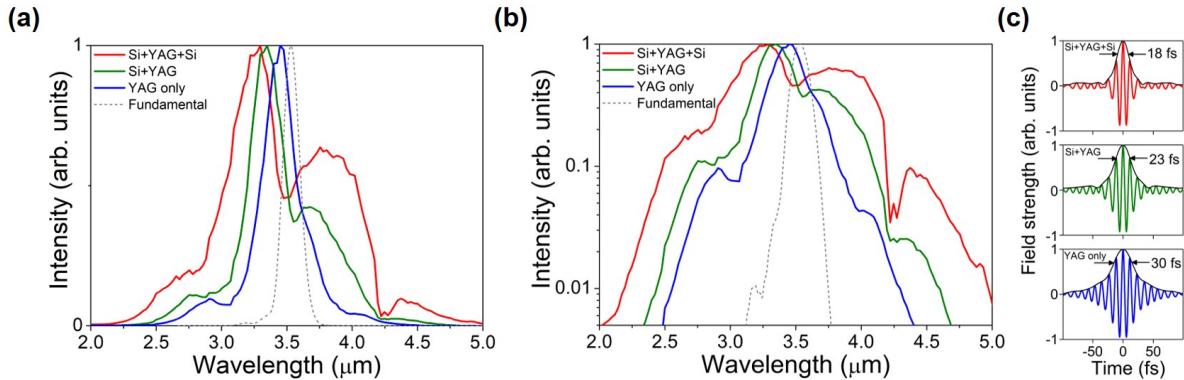 (a)
Intensity (arb. units)
1
0
Si+YAG+Si
Si+YAG
YAG only
Fundamental
2.0 2.5 3.0 3.5 4.0 4.5 5.0
Wavelength (μm)
(b)
Intensity (arb. units)
1
0.1
0.01
Si+YAG+Si
Si+YAG
YAG only
Fundamental
2.0 2.5 3.0 3.5 4.0 4.5 5.0
Wavelength (μm)
(c)
Field strength (arb. units)
1
Si+YAG+Si
18 fs
0
-1
1
Si+YAG
23 fs
0
-1
1
YAG only
30 fs
0
-1
-50 0 50
Time (fs)